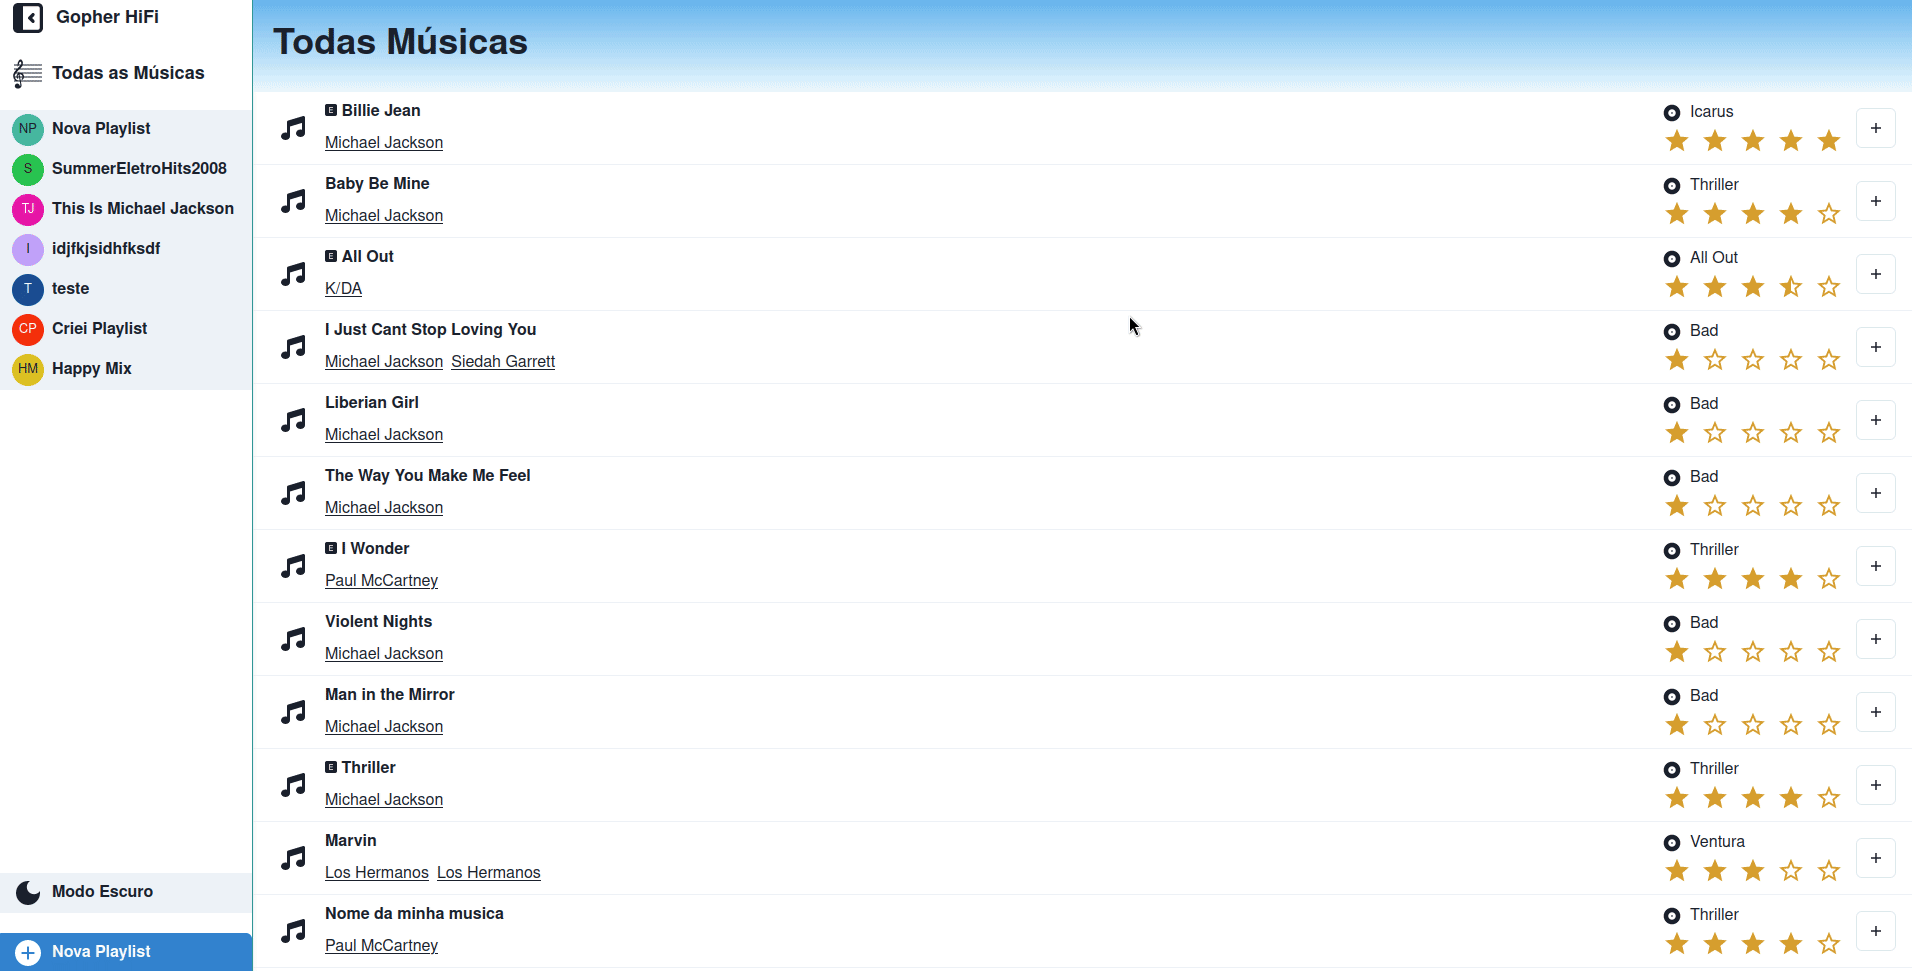 Gopher HiFi
Todas as Músicas
NP Nova Playlist
S SummerEletroHits2008
TJ This Is Michael Jackson
I idjfkjsidhfksdf
T teste
CP Criei Playlist
HM Happy Mix
Modo Escuro
Nova Playlist
Todas Músicas
E Billie Jean
Michael Jackson
Icarus
Baby Be Mine
Michael Jackson
Thriller
E All Out
K/DA
All Out
I Just Cant Stop Loving You
Michael Jackson Siedah Garrett
Bad
Liberian Girl
Michael Jackson
Bad
The Way You Make Me Feel
Michael Jackson
Bad
E I Wonder
Paul McCartney
Thriller
Violent Nights
Michael Jackson
Bad
Man in the Mirror
Michael Jackson
Bad
E Thriller
Michael Jackson
Thriller
Marvin
Los Hermanos Los Hermanos
Ventura
Nome da minha musica
Paul McCartney
Thriller